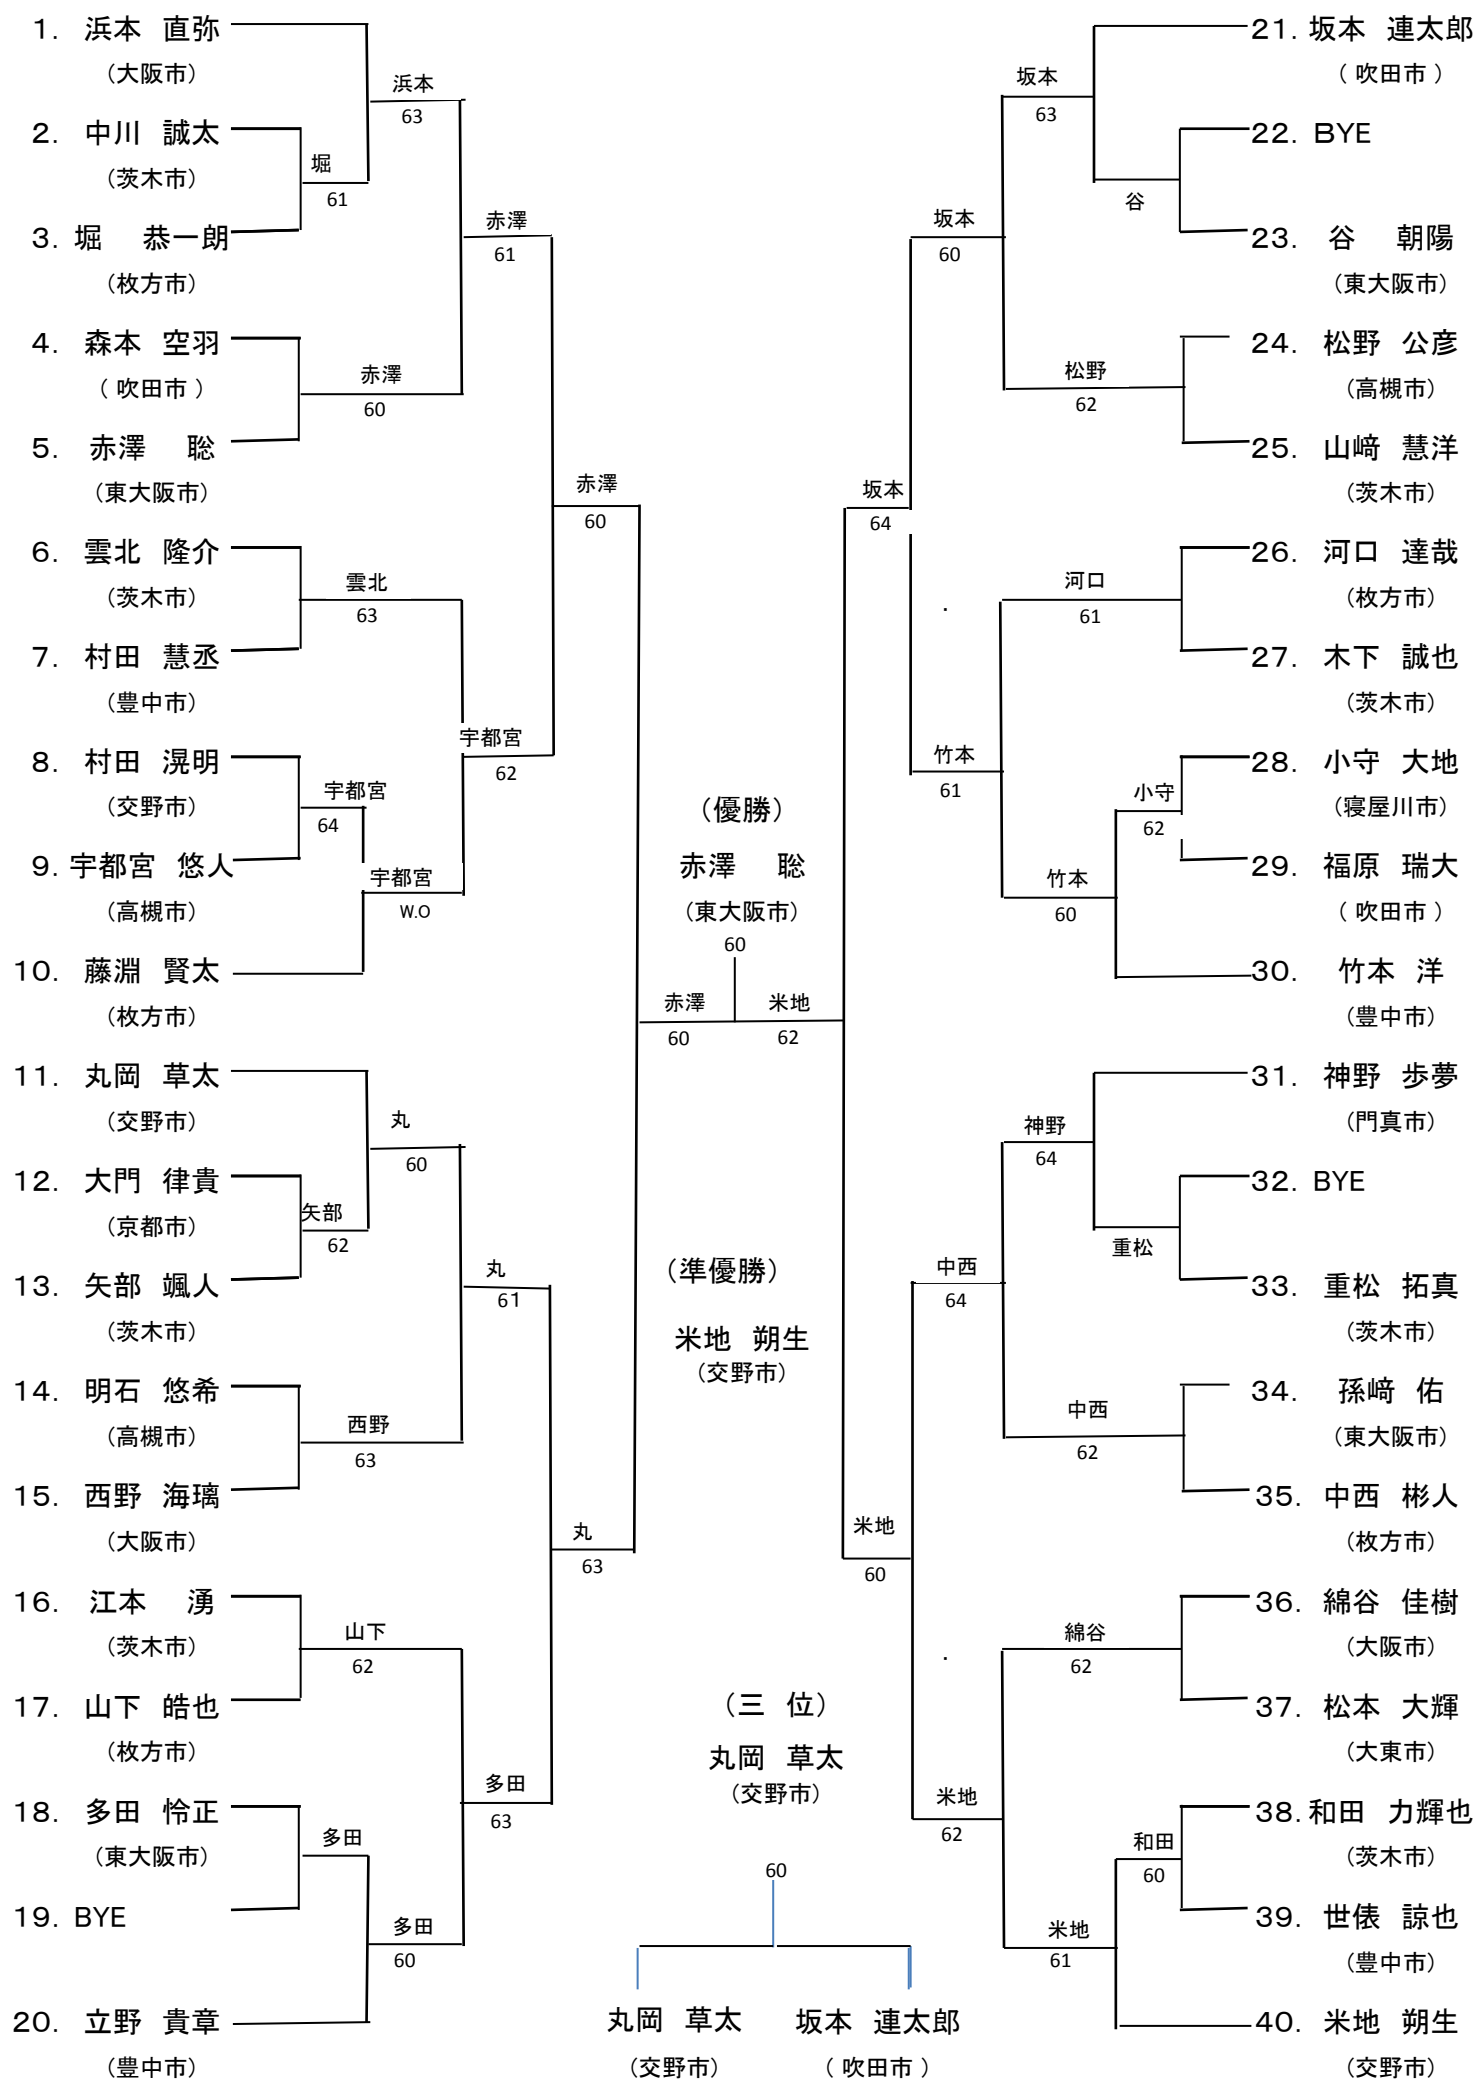 1. 浜本 直弥
（大阪市）
2. 中川 誠太
（茨木市）
3. 堀 恭一朗
（枚方市）
4. 森本 空羽
（ 吹田市 ）
5. 赤澤 聡
（東大阪市）
6. 雲北 隆介
（茨木市）
7. 村田 慧丞
（豊中市）
8. 村田 滉明
（交野市）
9. 宇都宮 悠人
（高槻市）
10. 藤淵 賢太
（枚方市）
11. 丸岡 草太
（交野市）
12. 大門 律貴
（京都市）
13. 矢部 颯人
（茨木市）
14. 明石 悠希
（高槻市）
15. 西野 海璃
（大阪市）
16. 江本 湧
（茨木市）
17. 山下 皓也
（枚方市）
18. 多田 怜正
（東大阪市）
19. BYE
20. 立野 貴章
（豊中市）
堀
61
宇都宮
64
矢部
62
多田
浜本
63
赤澤
60
雲北
63
宇都宮
W.O
丸
60
西野
63
山下
62
多田
60
赤澤
61
宇都宮
62
丸
61
多田
63
赤澤
60
丸
63
（優勝）
赤澤 聡
（東大阪市）
60
赤澤
60
米地
62
（準優勝）
米地 朔生
（交野市）
（三 位）
丸岡 草太
（交野市）
60
丸岡 草太
（交野市）
坂本 連太郎
（ 吹田市 ）
坂本
64
米地
60
坂本
60
.
竹本
61
中西
64
.
米地
62
坂本
63
松野
62
河口
61
竹本
60
神野
64
中西
62
綿谷
62
米地
61
谷
小守
62
重松
和田
60
21. 坂本 連太郎
（ 吹田市 ）
22. BYE
23. 谷 朝陽
（東大阪市）
24. 松野 公彦
（高槻市）
25. 山﨑 慧洋
（茨木市）
26. 河口 達哉
（枚方市）
27. 木下 誠也
（茨木市）
28. 小守 大地
（寝屋川市）
29. 福原 瑞大
（ 吹田市 ）
30. 竹本 洋
（豊中市）
31. 神野 歩夢
（門真市）
32. BYE
33. 重松 拓真
（茨木市）
34. 孫﨑 佑
（東大阪市）
35. 中西 彬人
（枚方市）
36. 綿谷 佳樹
（大阪市）
37. 松本 大輝
（大東市）
38. 和田 力輝也
（茨木市）
39. 世俵 諒也
（豊中市）
40. 米地 朔生
（交野市）